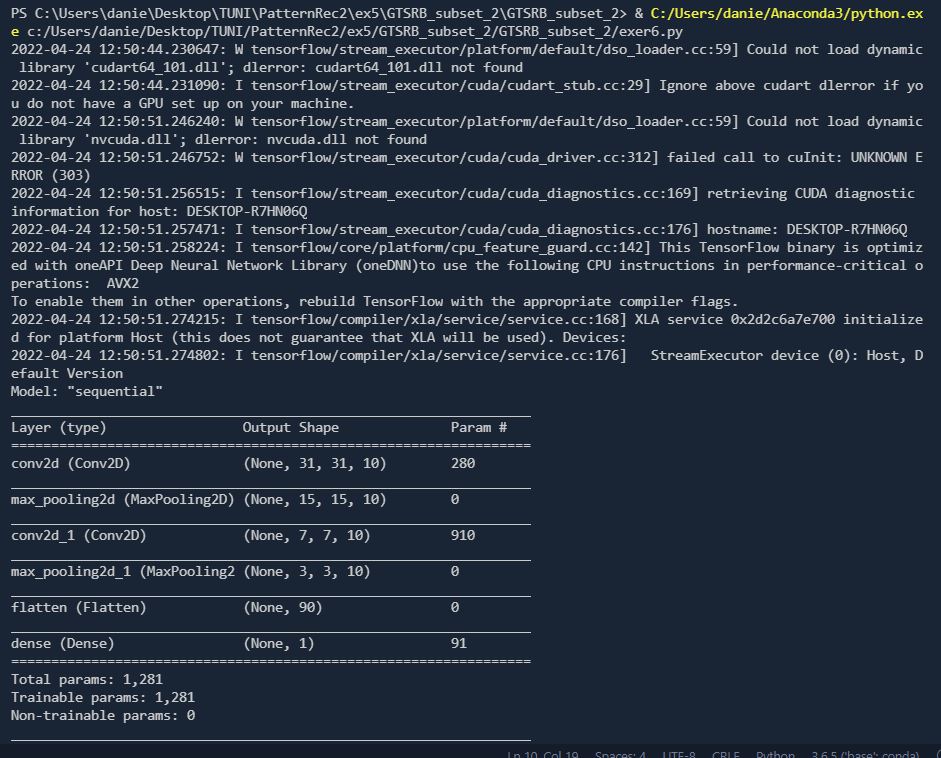 PS C:\Users\danie\Desktop\TUNI\PatternRec2\ex5\GTSRB_subset_2\GTSRB_subset_2> & C:/Users/danie/Anaconda3/python.ex
e c:/Users/danie/Desktop/TUNI/PatternRec2/ex5/GTSRB_subset_2/GTSRB_subset_2/exer6.py
2022-04-24 12:50:44.230647: W tensorflow/stream_executor/platform/default/dso_loader.cc:59] Could not load dynamic
 library 'cudart64_101.dll'; dlerror: cudart64_101.dll not found
2022-04-24 12:50:44.231090: I tensorflow/stream_executor/cuda/cudart_stub.cc:29] Ignore above cudart dlerror if yo
u do not have a GPU set up on your machine.
2022-04-24 12:50:51.246240: W tensorflow/stream_executor/platform/default/dso_loader.cc:59] Could not load dynamic
 library 'nvcuda.dll'; dlerror: nvcuda.dll not found
2022-04-24 12:50:51.246752: W tensorflow/stream_executor/cuda/cuda_driver.cc:312] failed call to cuInit: UNKNOWN E
RROR (303)
2022-04-24 12:50:51.256515: I tensorflow/stream_executor/cuda/cuda_diagnostics.cc:169] retrieving CUDA diagnostic
information for host: DESKTOP-R7HN06Q
2022-04-24 12:50:51.257471: I tensorflow/stream_executor/cuda/cuda_diagnostics.cc:176] hostname: DESKTOP-R7HN06Q
2022-04-24 12:50:51.258224: I tensorflow/core/platform/cpu_feature_guard.cc:142] This TensorFlow binary is optimiz
ed with oneAPI Deep Neural Network Library (oneDNN)to use the following CPU instructions in performance-critical o
perations:  AVX2
To enable them in other operations, rebuild TensorFlow with the appropriate compiler flags.
2022-04-24 12:50:51.274215: I tensorflow/compiler/xla/service/service.cc:168] XLA service 0x2d2c6a7e700 initialize
d for platform Host (this does not guarantee that XLA will be used). Devices:
2022-04-24 12:50:51.274802: I tensorflow/compiler/xla/service/service.cc:176]   StreamExecutor device (0): Host, D
efault Version
Model: "sequential"
_________________________________________________________________
Layer (type)                 Output Shape              Param #
=================================================================
conv2d (Conv2D)              (None, 31, 31, 10)        280
_________________________________________________________________
max_pooling2d (MaxPooling2D) (None, 15, 15, 10)        0
_________________________________________________________________
conv2d_1 (Conv2D)            (None, 7, 7, 10)          910
_________________________________________________________________
max_pooling2d_1 (MaxPooling2 (None, 3, 3, 10)          0
_________________________________________________________________
flatten (Flatten)            (None, 90)                0
_________________________________________________________________
dense (Dense)                (None, 1)                 91
=================================================================
Total params: 1,281
Trainable params: 1,281
Non-trainable params: 0
_________________________________________________________________
Ln 10, Col 19 Spaces: 4 UTF-8 CRLF Python 3.6.5 ('base': conda)